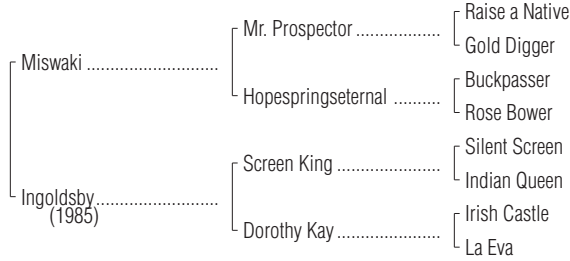 Raise a Native
Mr. Prospector ..................
Gold Digger
Miswaki ............................
Buckpasser
Hopespringseternal ..........
Rose Bower
Silent Screen
Screen King ......................
Indian Queen
Ingoldsby..........................
(1985)
Irish Castle
Dorothy Kay......................
La Eva